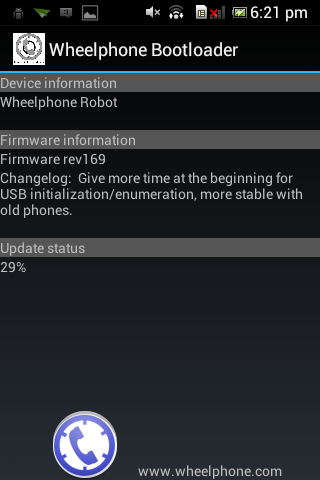 6:21 pm
Wheelphone Bootloader
Device information
Wheelphone Robot
Firmware information
Firmware rev169
Changelog:  Give more time at the beginning for
USB initialization/enumeration, more stable with
old phones.
Update status
29%
www.wheelphone.com